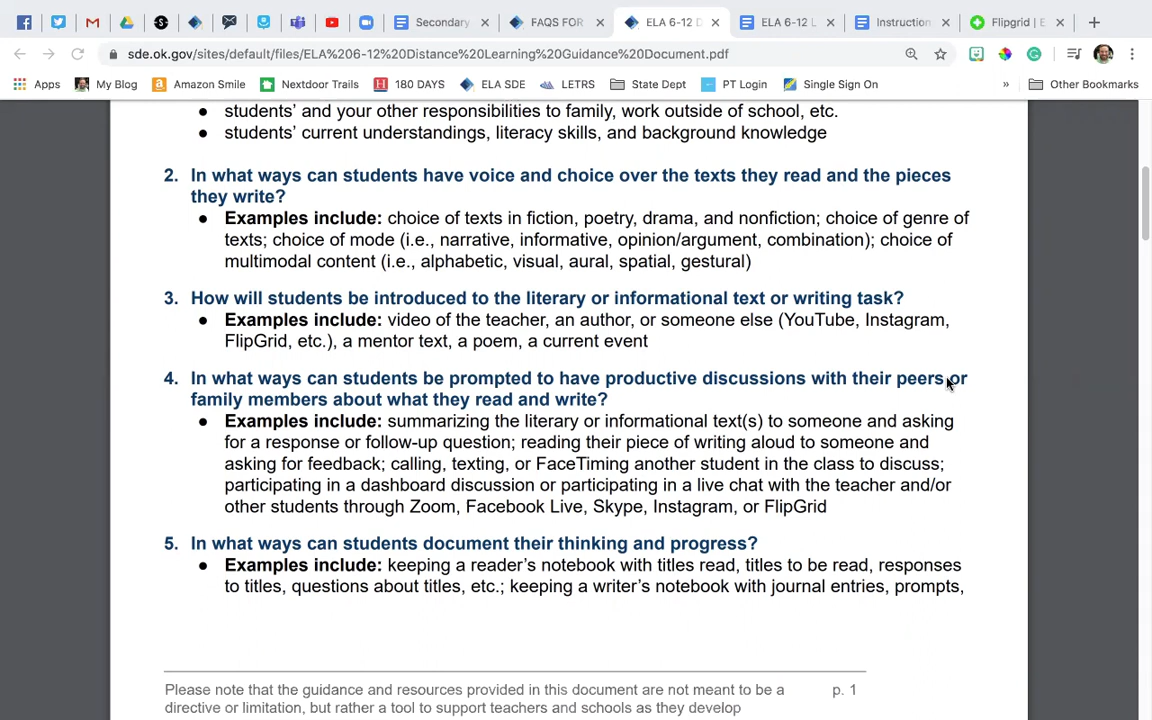 Secondary
FAQS FOR
ELA 6-12 D
ELA 6-12 L
Instruction
Flipgrid | E
sde.ok.gov/sites/default/files/ELA%206-12%20Distance%20Learning%20Guidance%20Document.pdf
Apps My Blog Amazon Smile Nextdoor Trails 180 DAYS ELA SDE LETRS State Dept PT Login Single Sign On » Other Bookmarks
● students’ and your other responsibilities to family, work outside of school, etc.
● students’ current understandings, literacy skills, and background knowledge
2. In what ways can students have voice and choice over the texts they read and the pieces
they write?
● Examples include: choice of texts in fiction, poetry, drama, and nonfiction; choice of genre of
texts; choice of mode (i.e., narrative, informative, opinion/argument, combination); choice of
multimodal content (i.e., alphabetic, visual, aural, spatial, gestural)
3. How will students be introduced to the literary or informational text or writing task?
● Examples include: video of the teacher, an author, or someone else (YouTube, Instagram,
FlipGrid, etc.), a mentor text, a poem, a current event
4. In what ways can students be prompted to have productive discussions with their peers or
family members about what they read and write?
● Examples include: summarizing the literary or informational text(s) to someone and asking
for a response or follow-up question; reading their piece of writing aloud to someone and
asking for feedback; calling, texting, or FaceTiming another student in the class to discuss;
participating in a dashboard discussion or participating in a live chat with the teacher and/or
other students through Zoom, Facebook Live, Skype, Instagram, or FlipGrid
5. In what ways can students document their thinking and progress?
● Examples include: keeping a reader’s notebook with titles read, titles to be read, responses
to titles, questions about titles, etc.; keeping a writer’s notebook with journal entries, prompts,
Please note that the guidance and resources provided in this document are not meant to be a p. 1
directive or limitation, but rather a tool to support teachers and schools as they develop